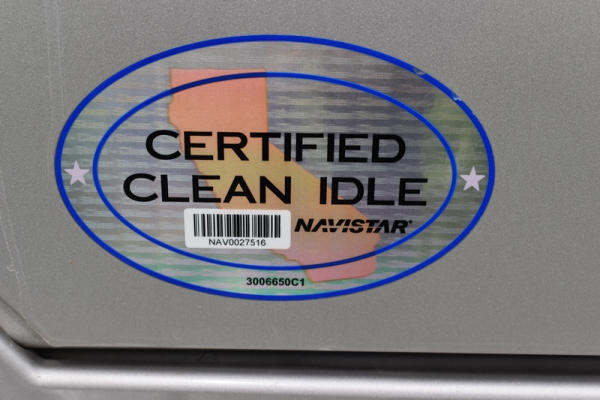 CERTIFIED
CLEAN IDLE
NAVISTAR®
NAV0027516
3006650C1